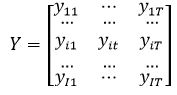 y₁₁ ⋯ y₁T
... ... ...
Y = yᵢ₁ yᵢt yᵢT
... ... ...
yI₁ ⋯ yIT